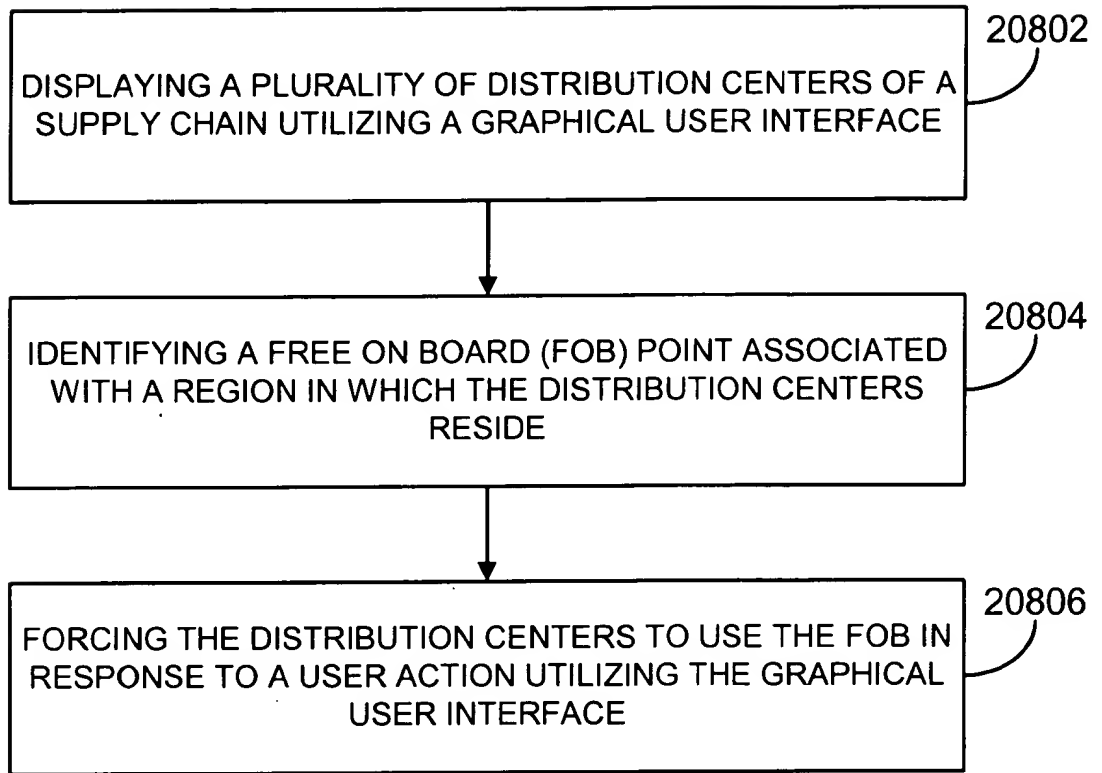 20802
DISPLAYING A PLURALITY OF DISTRIBUTION CENTERS OF A
SUPPLY CHAIN UTILIZING A GRAPHICAL USER INTERFACE
20804
IDENTIFYING A FREE ON BOARD (FOB) POINT ASSOCIATED
WITH A REGION IN WHICH THE DISTRIBUTION CENTERS
RESIDE
20806
FORCING THE DISTRIBUTION CENTERS TO USE THE FOB IN
RESPONSE TO A USER ACTION UTILIZING THE GRAPHICAL
USER INTERFACE